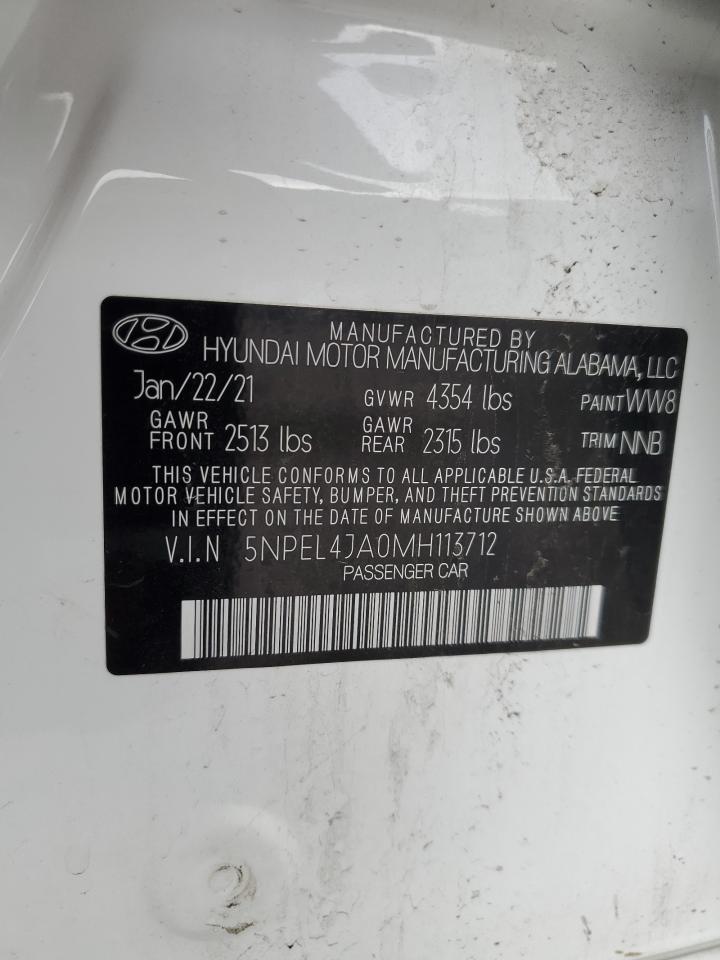 MANUFACTURED BY
HYUNDAI MOTOR MANUFACTURING ALABAMA, LLC
Jan/22/21 GVWR 4354 lbs PAINT WW8
GAWR FRONT 2513 lbs GAWR REAR 2315 lbs TRIM NNB
THIS VEHICLE CONFORMS TO ALL APPLICABLE U.S.A. FEDERAL
MOTOR VEHICLE SAFETY, BUMPER, AND THEFT PREVENTION STANDARDS
IN EFFECT ON THE DATE OF MANUFACTURE SHOWN ABOVE.
V.I.N 5NPEL4JA0MH113712
PASSENGER CAR